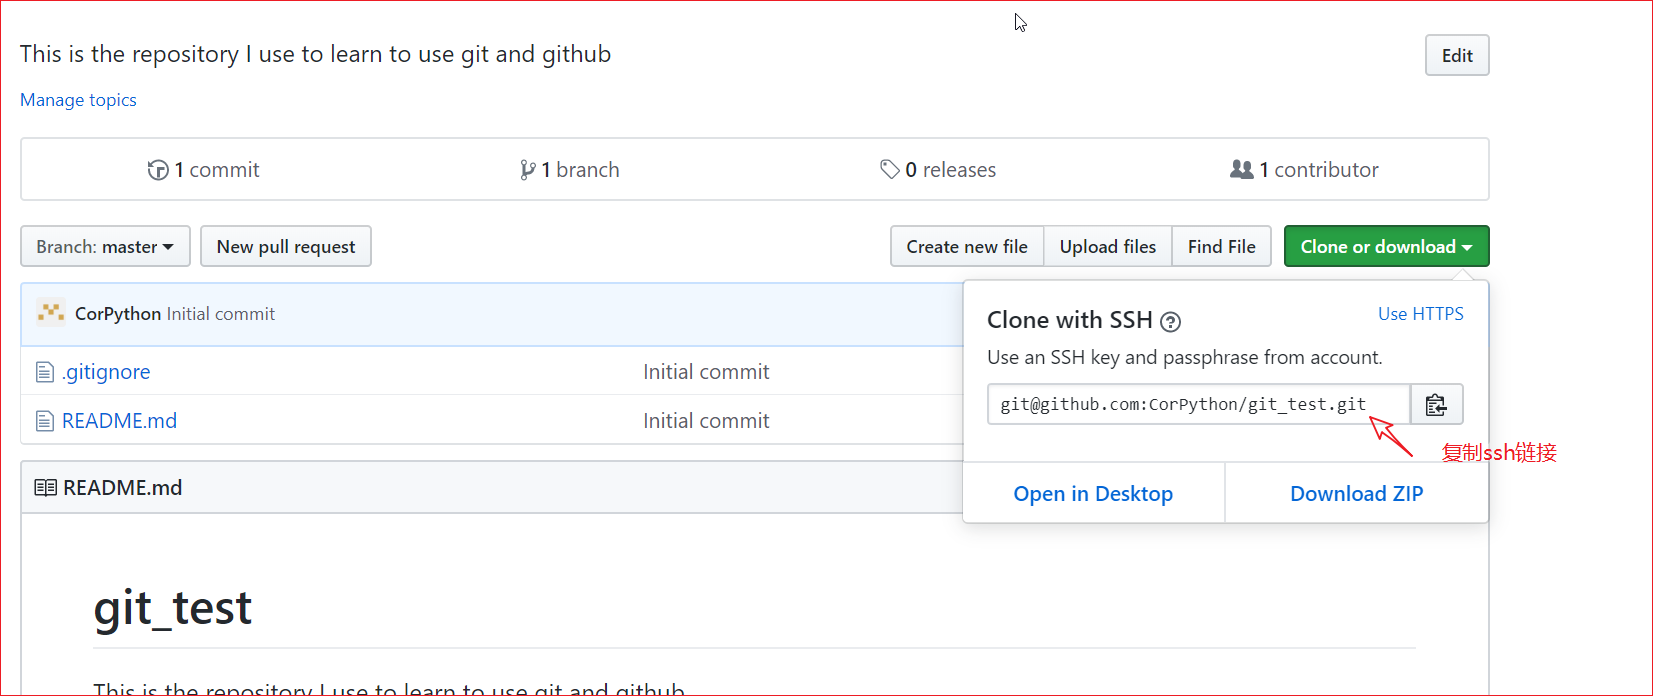 This is the repository I use to learn to use git and github
Edit
Manage topics
1 commit
1 branch
0 releases
1 contributor
Branch: master
New pull request
Create new file
Upload files
Find File
Clone or download
CorPython Initial commit
Clone with SSH
Use HTTPS
Use an SSH key and passphrase from account.
.gitignore
Initial commit
git@github.com:CorPython/git_test.git
README.md
Initial commit
复制ssh链接
README.md
Open in Desktop
Download ZIP
git_test
This is the repository I use to learn to use git and github